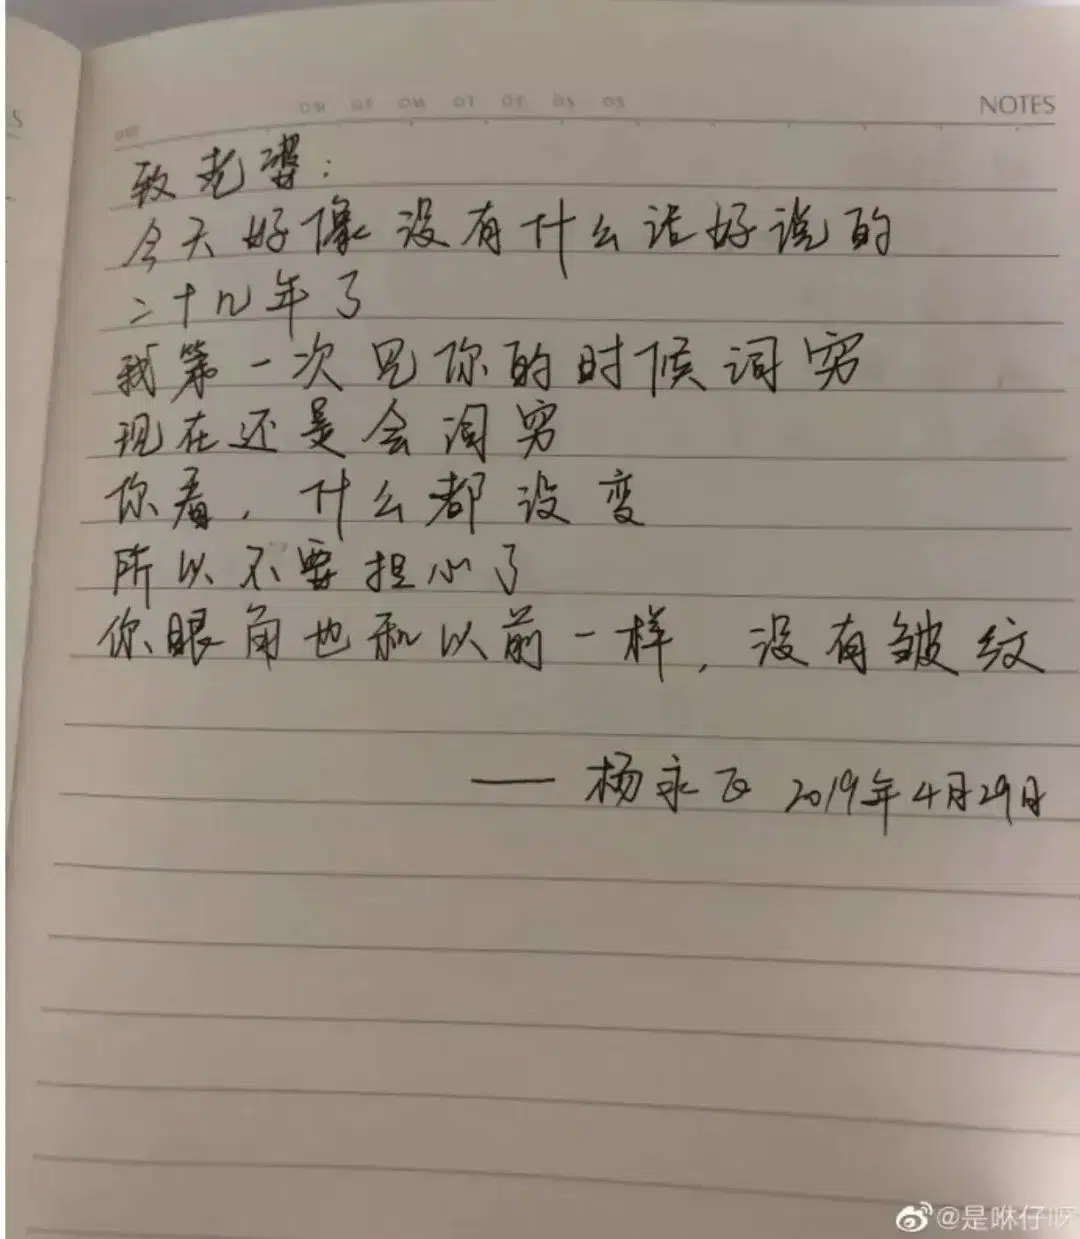 NOTES
致老婆：
今天好像没有什么话好说的
二十几年了
我第一次见你的时候词穷
现在还是会词穷
你看，什么都没变
所以不要担心了
你眼角也和以前一样，没有皱纹
——杨永正 2019年4月29日
@是咻仔呀